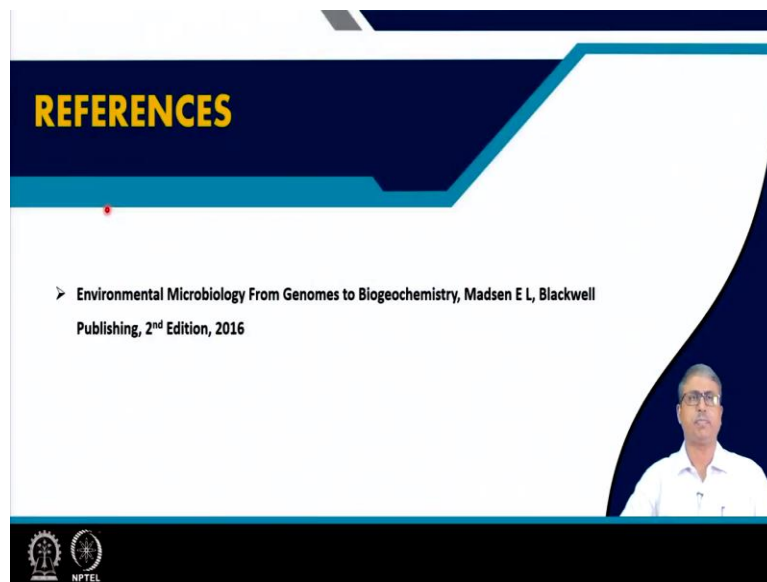 REFERENCES
➢ Environmental Microbiology From Genomes to Biogeochemistry, Madsen E L, Blackwell
Publishing, 2nd Edition, 2016
NPTEL